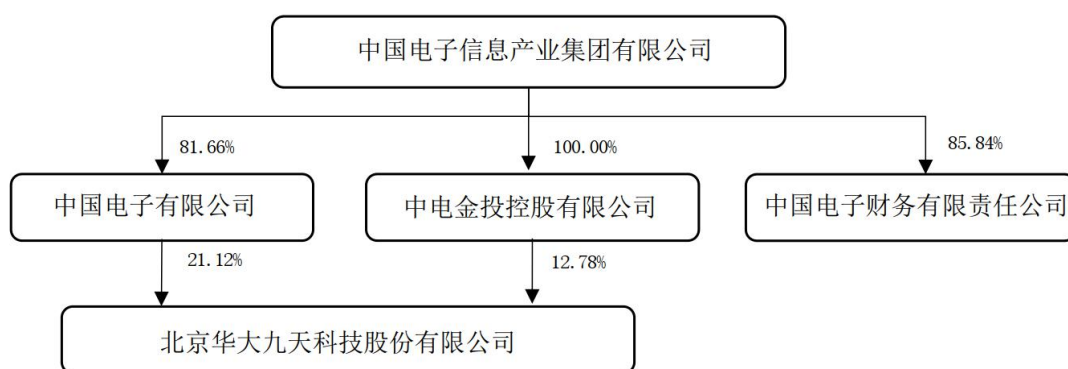 中国电子信息产业集团有限公司
81.66%
100.00%
85.84%
中国电子有限公司
中电金投控股有限公司
中国电子财务有限责任公司
21.12%
12.78%
北京华大九天科技股份有限公司